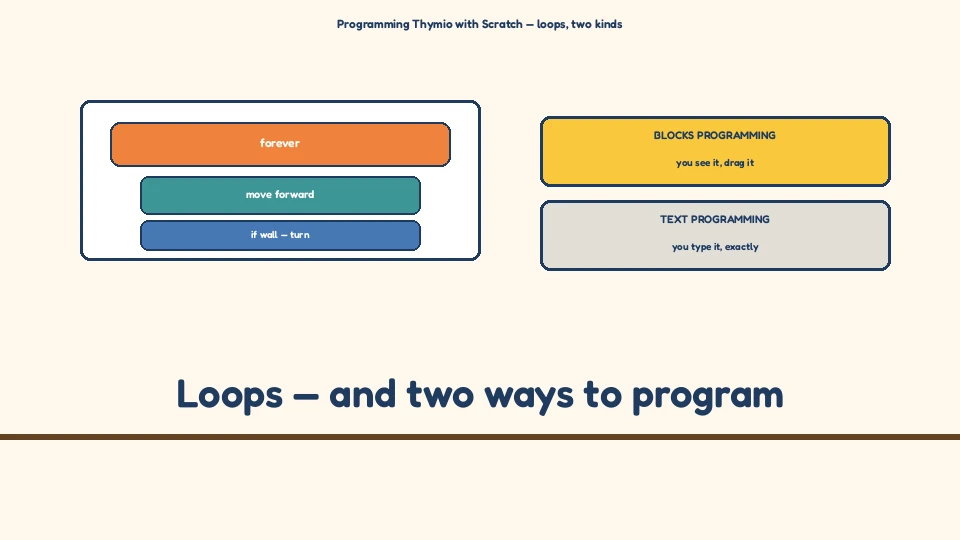 Programming Thymio with Scratch — loops, two kinds
forever
move forward
if wall — turn
BLOCKS PROGRAMMING
you see it, drag it
TEXT PROGRAMMING
you type it, exactly
Loops — and two ways to program